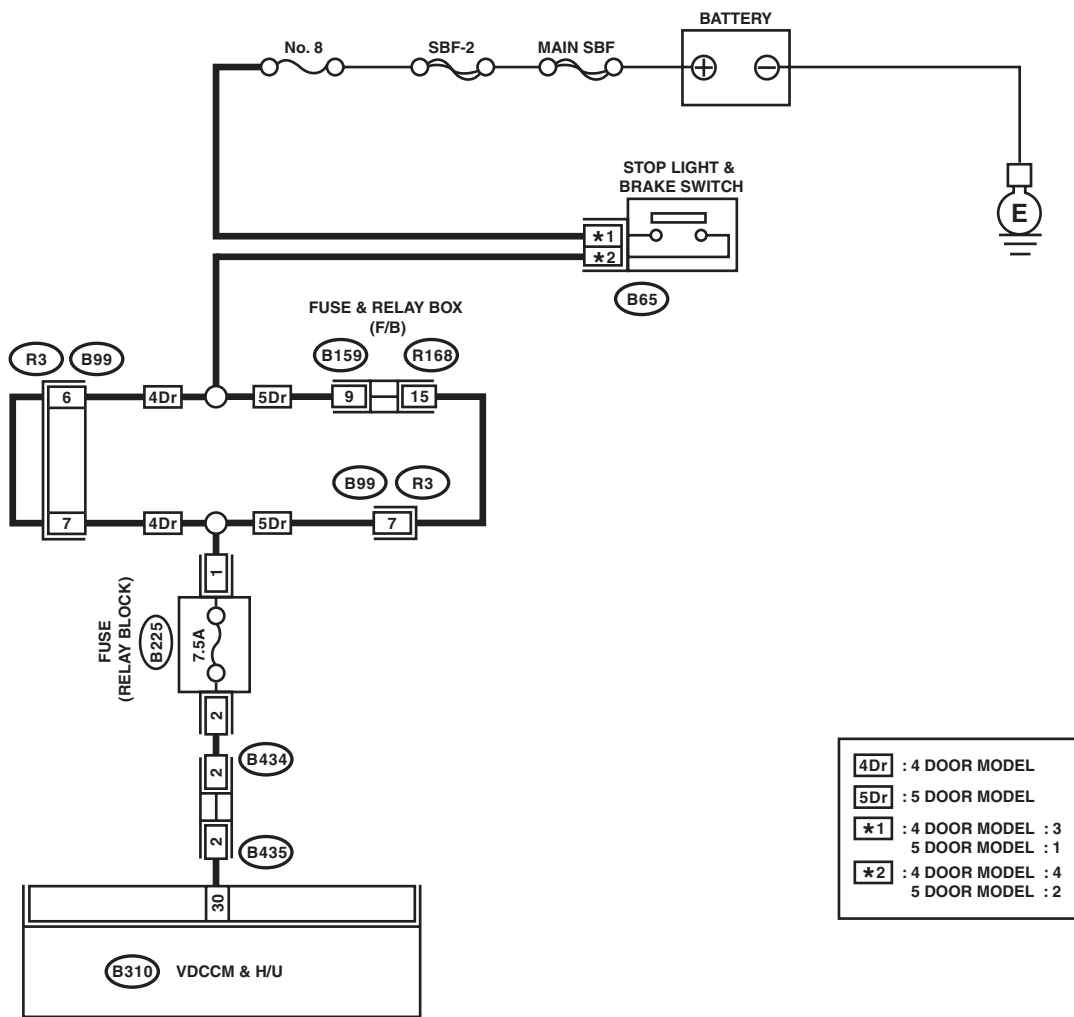 BATTERY
No. 8
SBF-2
MAIN SBF
STOP LIGHT &
BRAKE SWITCH
E
*1
*2
B65
FUSE & RELAY BOX
(F/B)
R3
B99
B159
R168
6
4Dr
5Dr
9
15
B99
R3
7
4Dr
5Dr
7
1
FUSE
(RELAY BLOCK)
B225
7.5A
2
2
B434
2
B435
30
B310
VDCCM & H/U
4Dr : 4 DOOR MODEL
5Dr : 5 DOOR MODEL
*1 : 4 DOOR MODEL : 3
5 DOOR MODEL : 1
*2 : 4 DOOR MODEL : 4
5 DOOR MODEL : 2